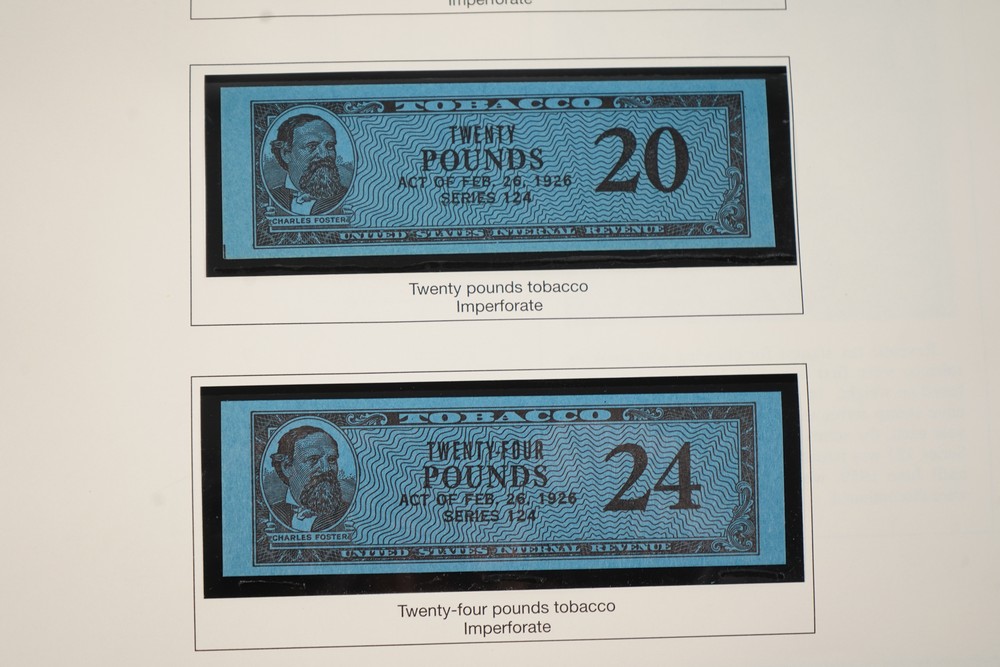 Imperforate
TOBACCO
TWENTY
POUNDS
ACT OF FEB. 26, 1926
SERIES 124
20
CHARLES FOSTER
UNITED STATES INTERNAL REVENUE
Twenty pounds tobacco
Imperforate
TOBACCO
TWENTY-FOUR
POUNDS
ACT OF FEB. 26, 1926
SERIES 124
24
CHARLES FOSTER
UNITED STATES INTERNAL REVENUE
Twenty-four pounds tobacco
Imperforate